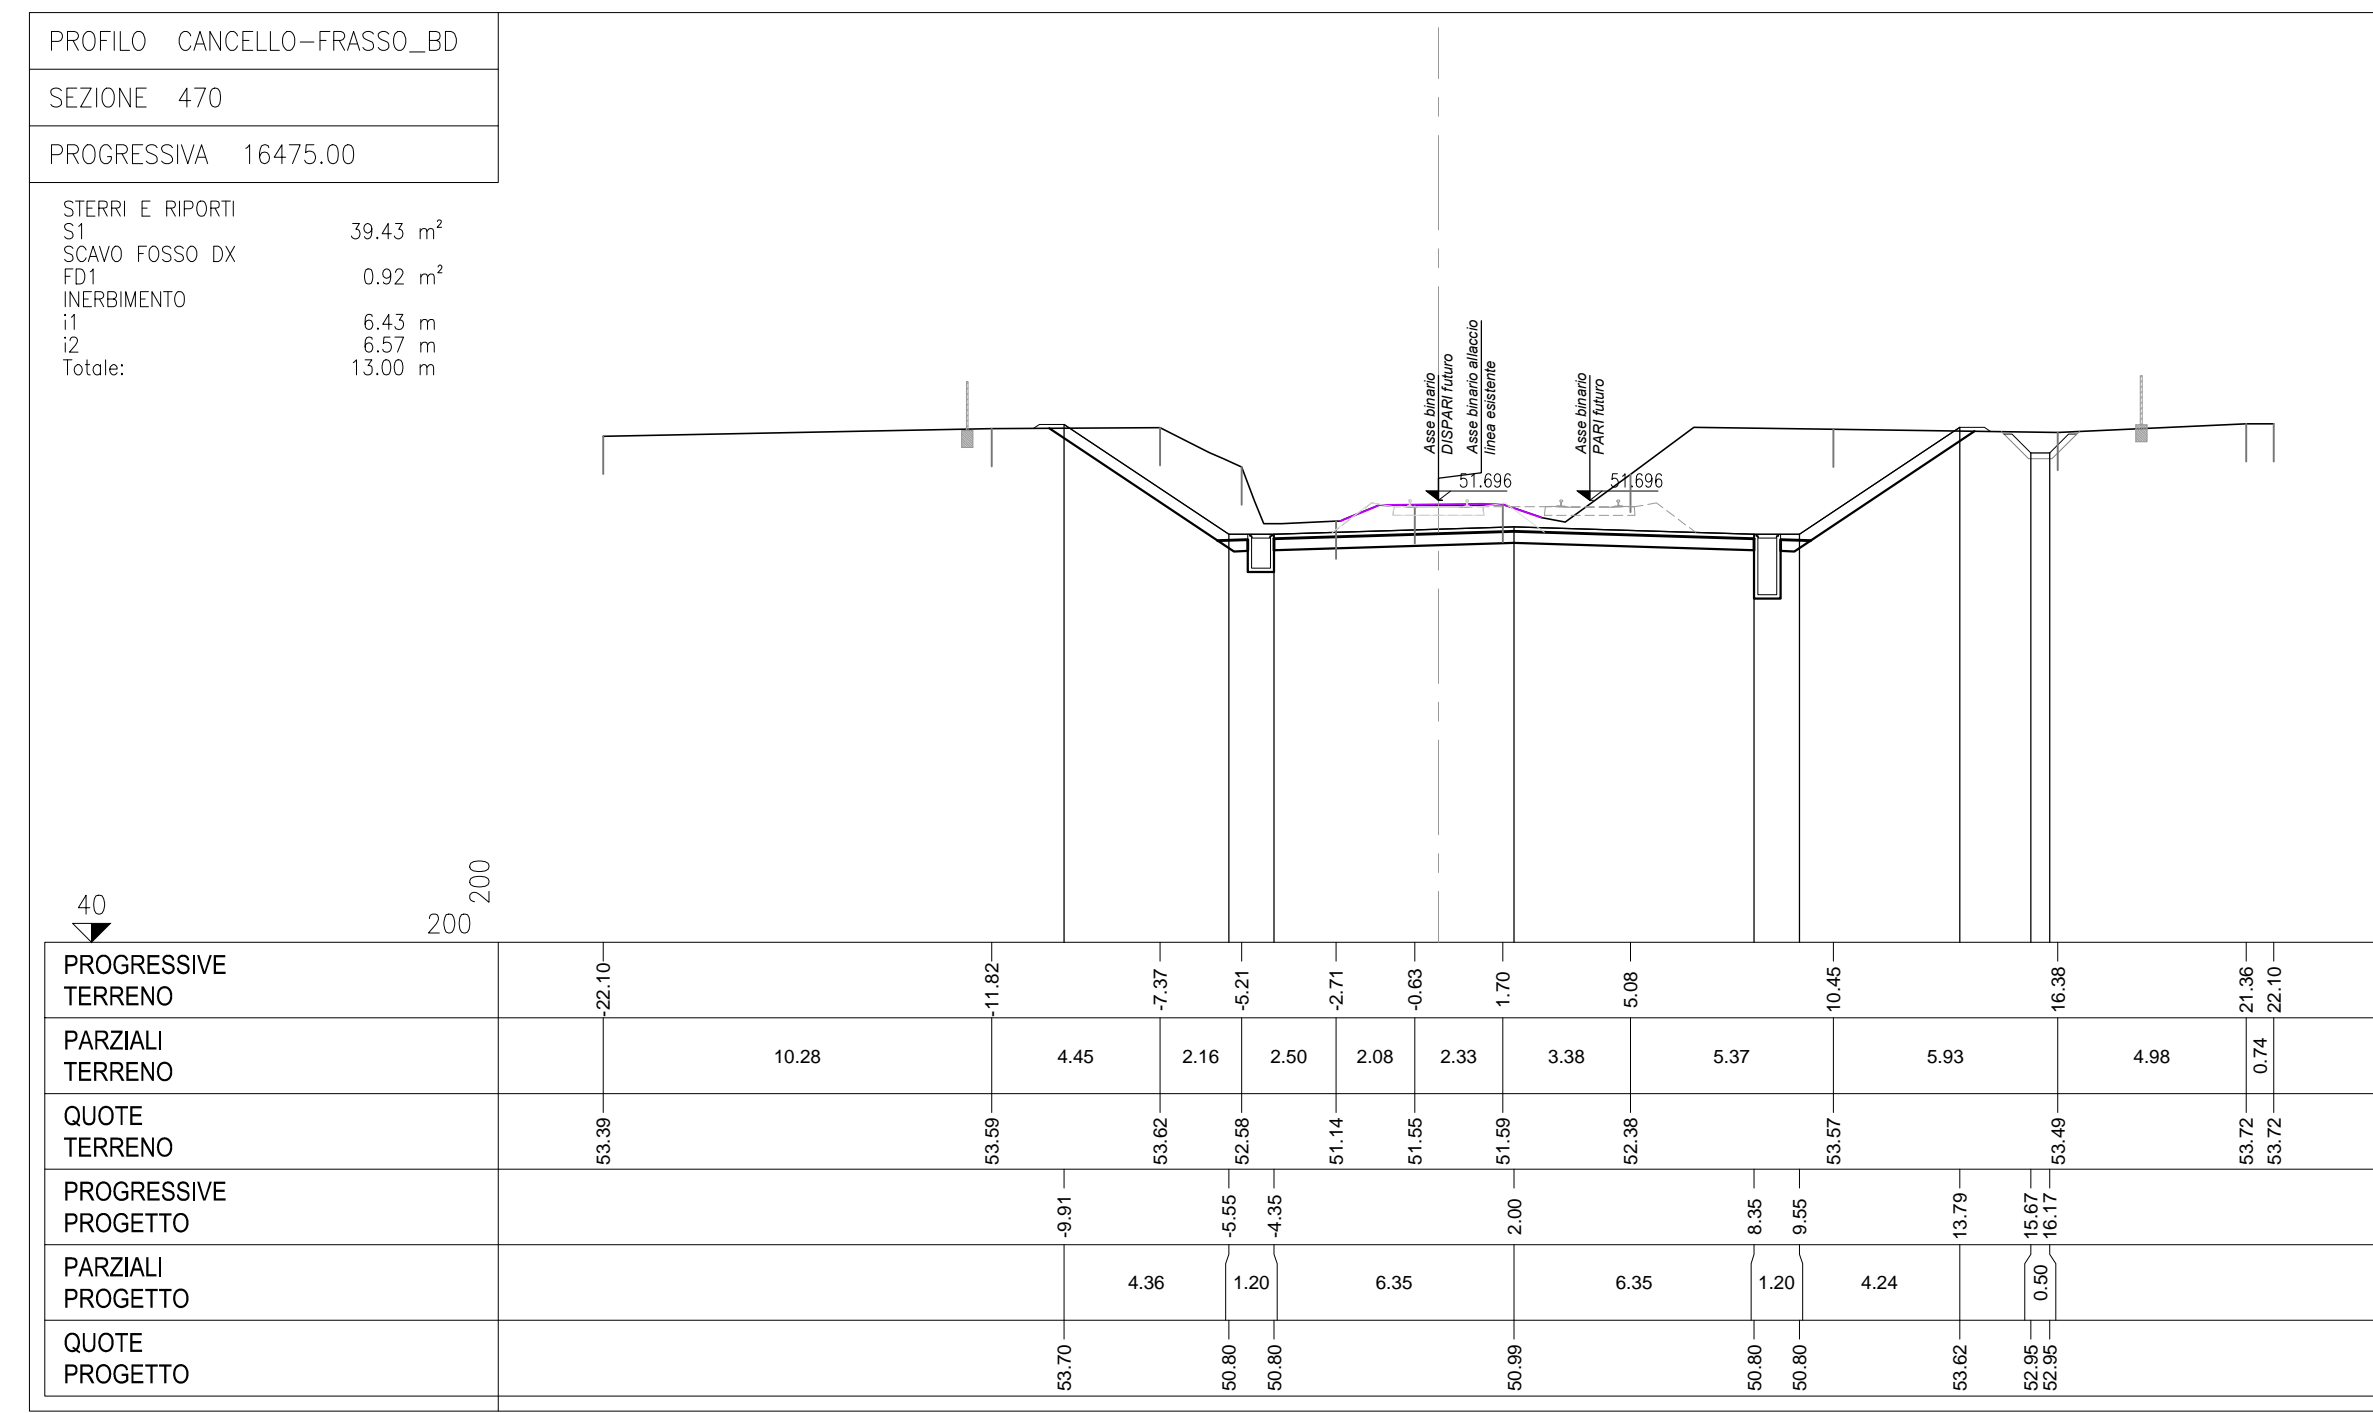 PROFILO CANCELLO-FRASSO_BD
SEZIONE 470
PROGRESSIVA 16475.00
STERRI E RIPORTI
S1 39.43 m²
SCAVO FOSSO DX
FD1 0.92 m²
INERBIMENTO
i1 6.43 m
i2 6.57 m
Totale: 13.00 m
Asse binario
DISPARI futuro
Asse binario allaccio
linea esistente
Asse binario
PARI futuro
51.696
51.696
200
40
200
PROGRESSIVE
TERRENO
-22.10 -11.82 -7.37 -5.21 -2.71 -0.63 1.70 5.08 10.45 16.38 21.36 22.10
PARZIALI
TERRENO
10.28 4.45 2.16 2.50 2.08 2.33 3.38 5.37 5.93 4.98 0.74
QUOTE
TERRENO
53.39 53.59 53.62 52.58 51.14 51.55 51.59 52.38 53.57 53.49 53.72 53.72
PROGRESSIVE
PROGETTO
-9.91 -5.55 -4.35 2.00 8.35 9.55 13.79 15.67 16.17
PARZIALI
PROGETTO
4.36 1.20 6.35 6.35 1.20 4.24 0.50
QUOTE
PROGETTO
53.70 50.80 50.80 50.99 50.80 50.80 53.62 52.95 52.95